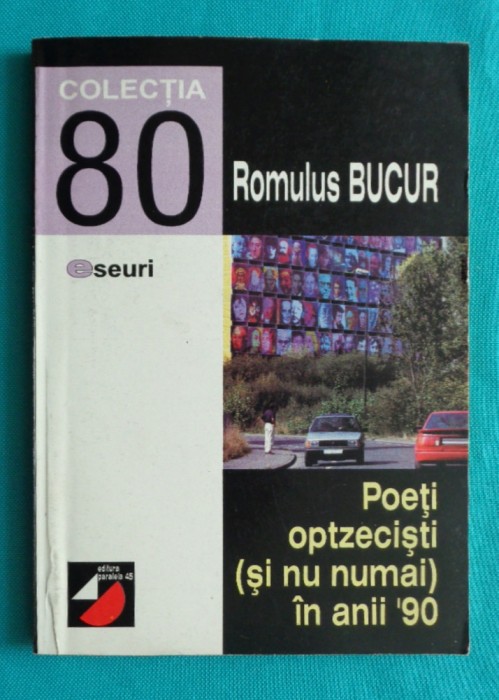 COLECȚIA
80
Romulus BUCUR
eseuri
Poeți
optzeciști
(și nu numai)
în anii '90
editura
paralela 45